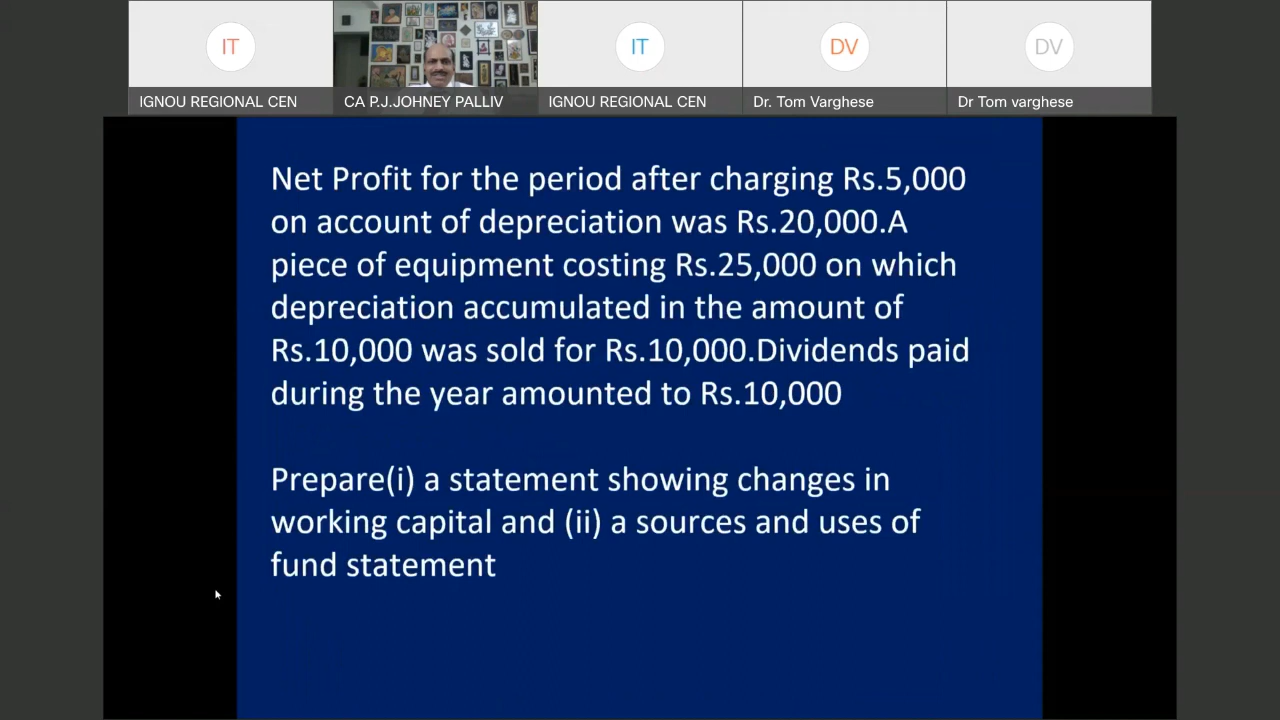 IT
IT
DV
DV
IGNOU REGIONAL CEN
CA P.J.JOHNEY PALLIV
IGNOU REGIONAL CEN
Dr. Tom Varghese
Dr Tom varghese
Net Profit for the period after charging Rs.5,000
on account of depreciation was Rs.20,000.A
piece of equipment costing Rs.25,000 on which
depreciation accumulated in the amount of
Rs.10,000 was sold for Rs.10,000.Dividends paid
during the year amounted to Rs.10,000
Prepare(i) a statement showing changes in
working capital and (ii) a sources and uses of
fund statement